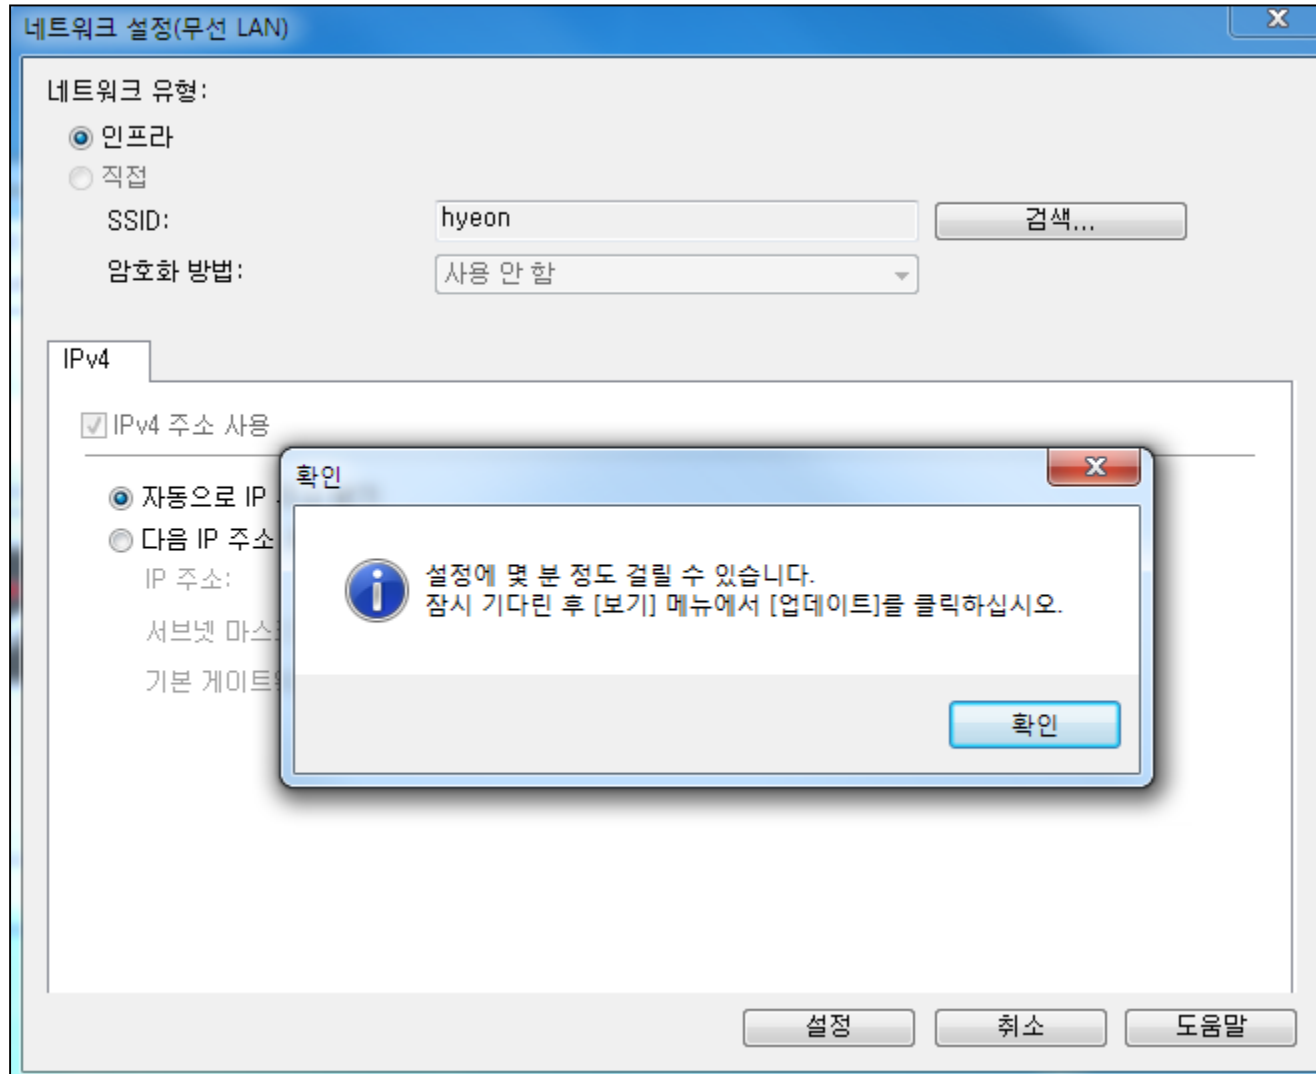 네트워크 설정(무선 LAN)
네트워크 유형:
인프라
직접
SSID:
hyeon
검색...
암호화 방법:
사용 안 함
IPv4
IPv4 주소 사용
자동으로 IP
다음 IP 주소
IP 주소:
서브넷
기본
확인
설정에 몇 분 정도 걸릴 수 있습니다.
잠시 기다린 후 [보기] 메뉴에서 [업데이트]를 클릭하십시오.
확인
설정
취소
도움말